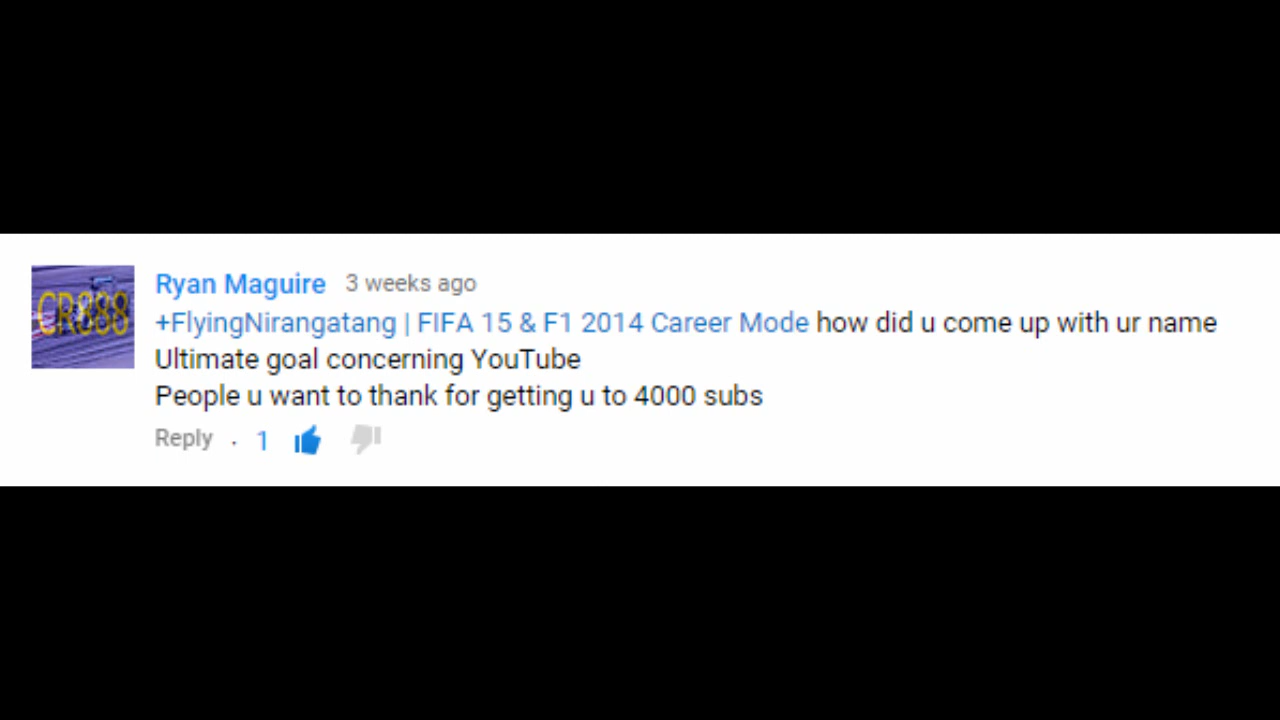 CR888
Ryan Maguire 3 weeks ago
+FlyingNirangatang | FIFA 15 & F1 2014 Career Mode how did u come up with ur name
Ultimate goal concerning YouTube
People u want to thank for getting u to 4000 subs
Reply · 1